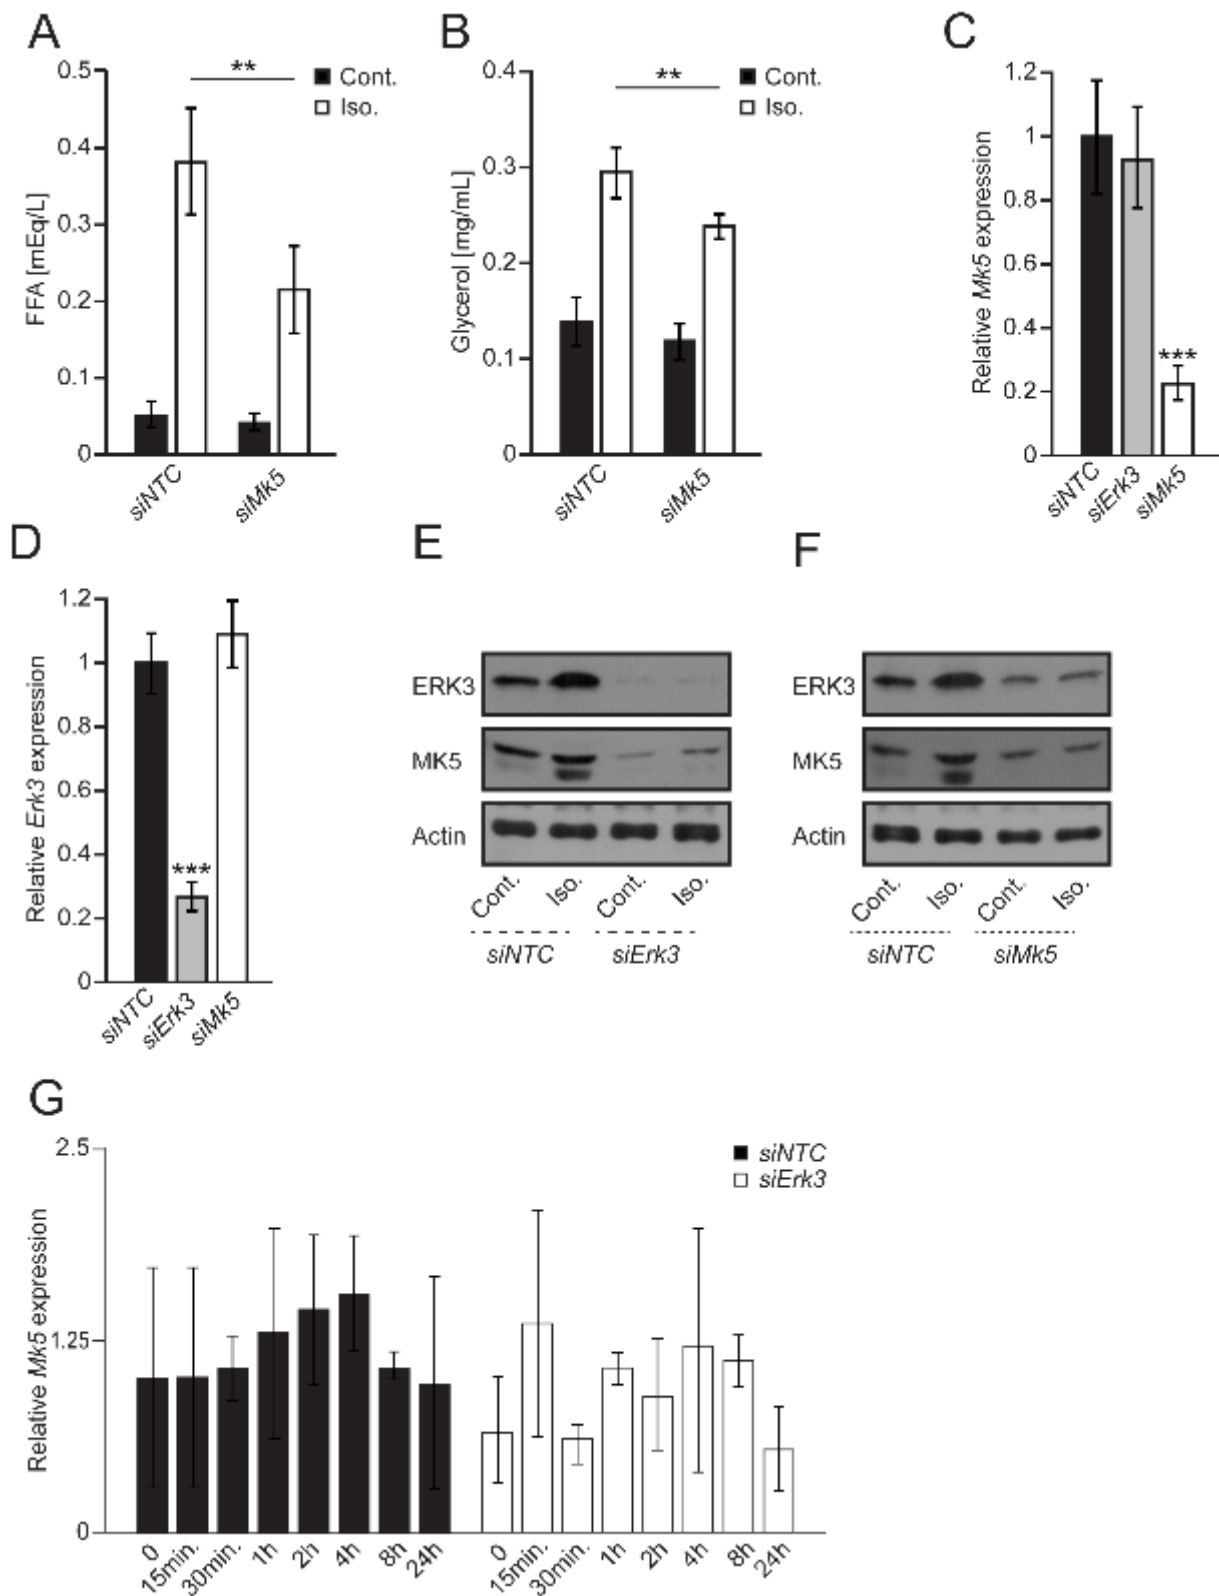 A
FFA [mEq/L]
0.5
0.4
0.3
0.2
0.1
0
**
Cont.
Iso.
siNTC
siMk5
B
Glycerol [mg/mL]
0.4
0.3
0.2
0.1
0
**
Cont.
Iso.
siNTC
siMk5
C
Relative Mk5 expression
1.2
1
0.8
0.6
0.4
0.2
0
***
siNTC
siErk3
siMk5
D
Relative Erk3 expression
1.2
1
0.8
0.6
0.4
0.2
0
***
siNTC
siErk3
siMk5
E
ERK3
MK5
Actin
Cont.
Iso.
Cont.
Iso.
siNTC
siErk3
F
ERK3
MK5
Actin
Cont.
Iso.
Cont.
Iso.
siNTC
siMk5
G
Relative Mk5 expression
2.5
1.25
0
siNTC
siErk3
0
15min.
30min.
1h
2h
4h
8h
24h
0
15min.
30min.
1h
2h
4h
8h
24h